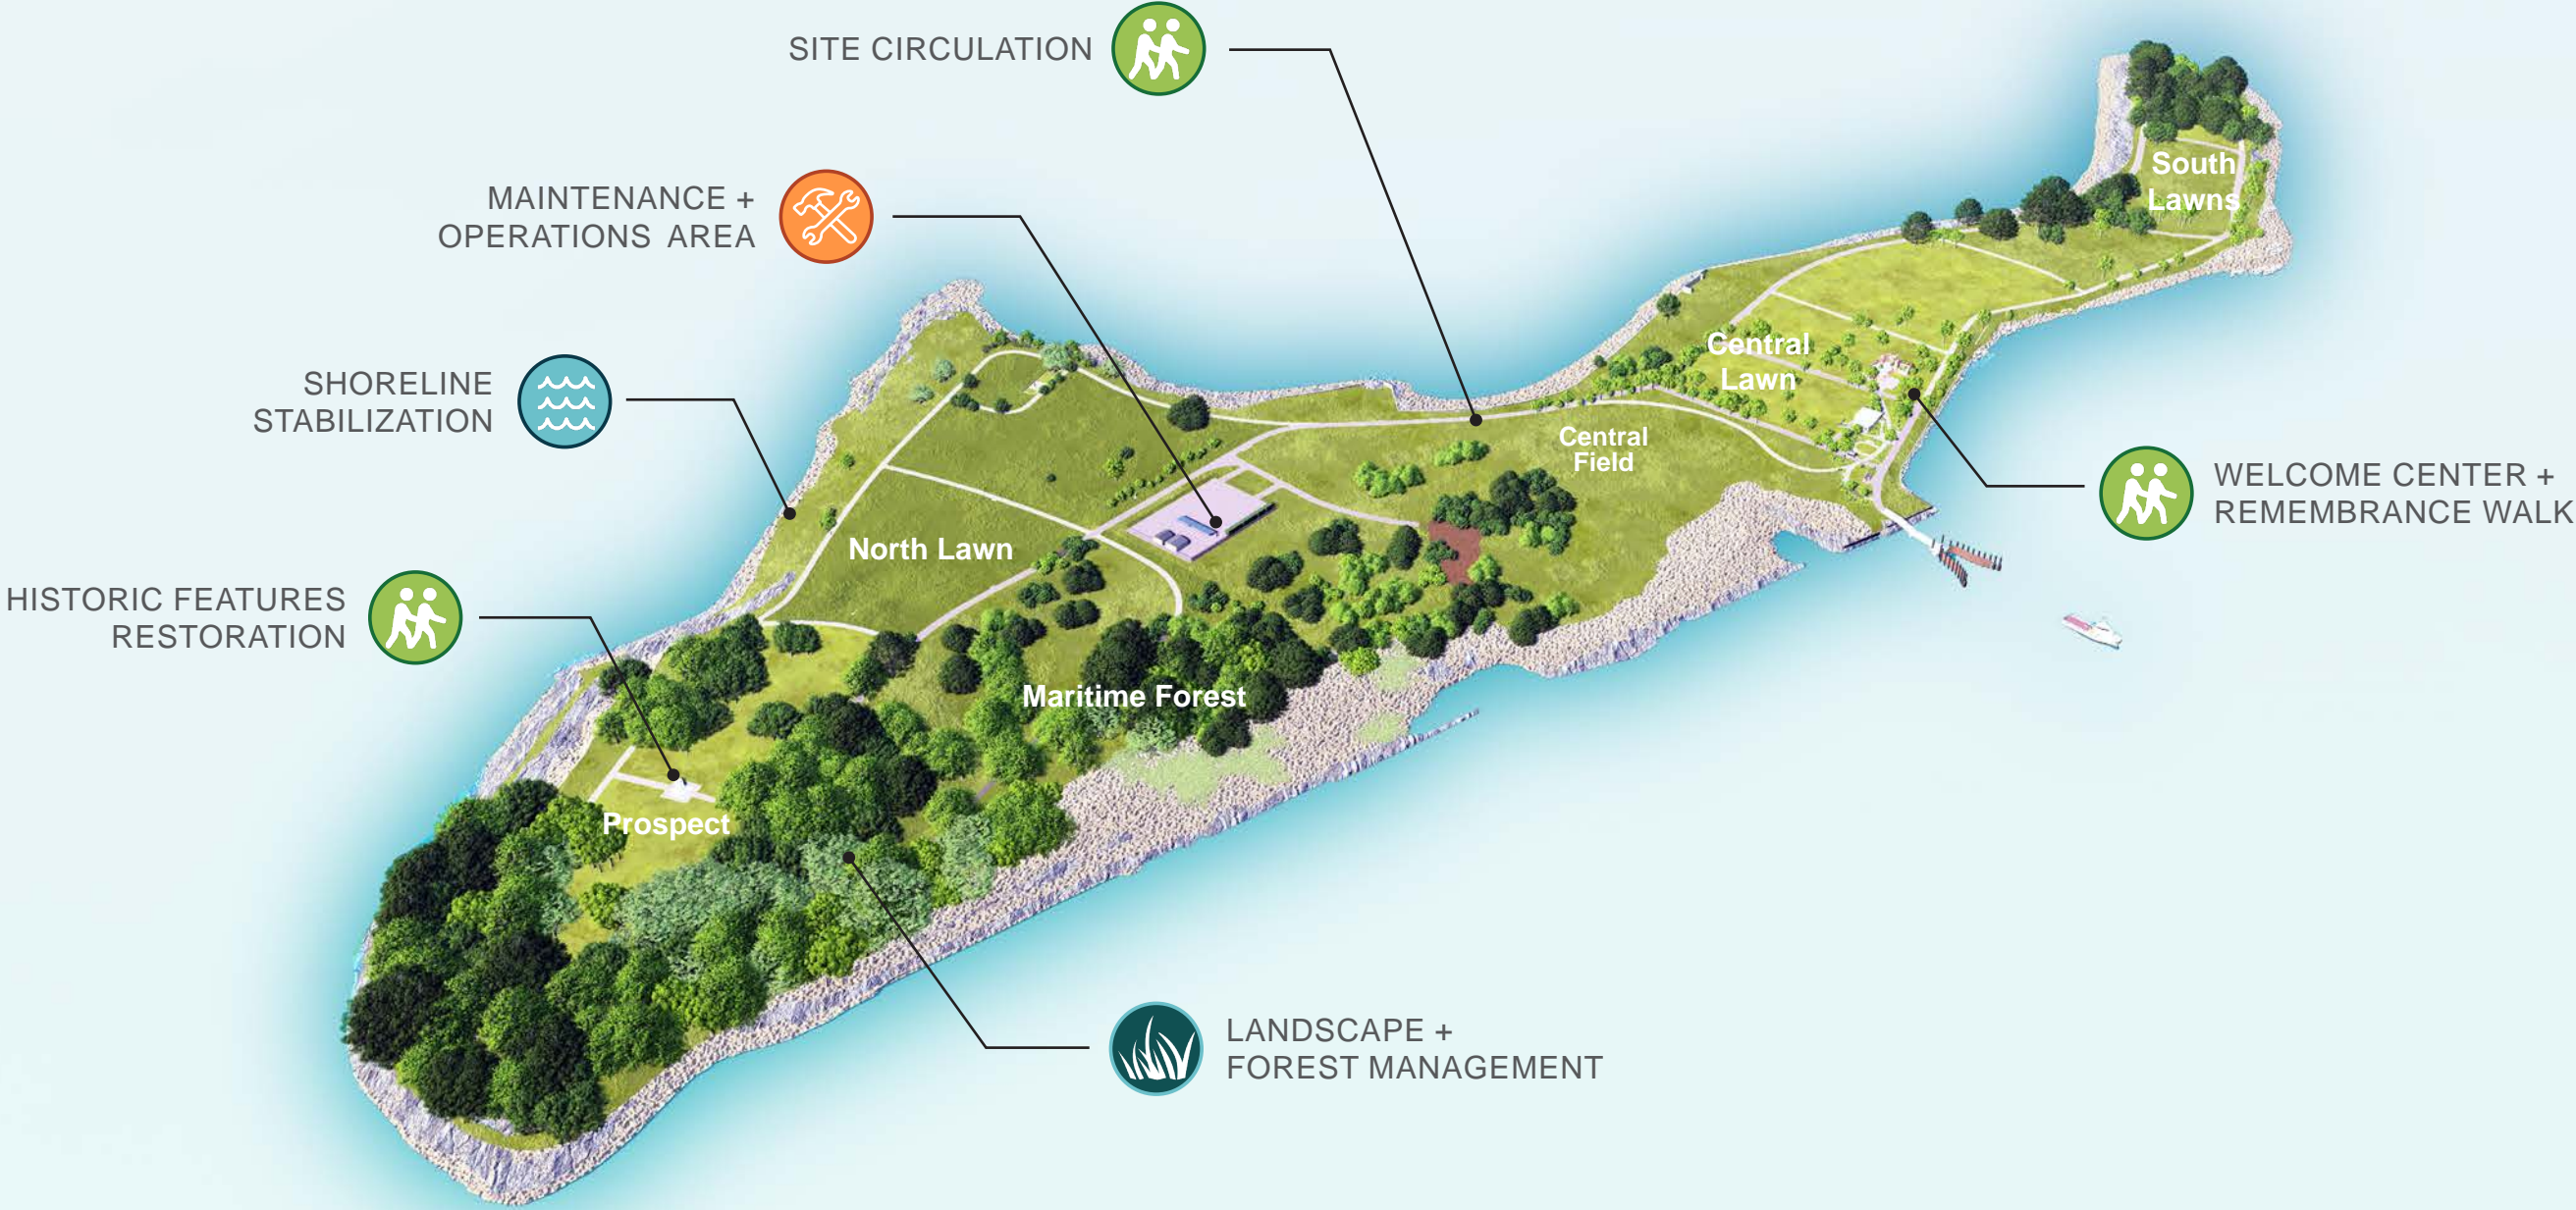 SITE CIRCULATION
South
Lawns
MAINTENANCE +
OPERATIONS AREA
Central
Lawn
SHORELINE
STABILIZATION
Central
Field
WELCOME CENTER +
REMEMBRANCE WALK
North Lawn
HISTORIC FEATURES
RESTORATION
Maritime Forest
Prospect
LANDSCAPE +
FOREST MANAGEMENT